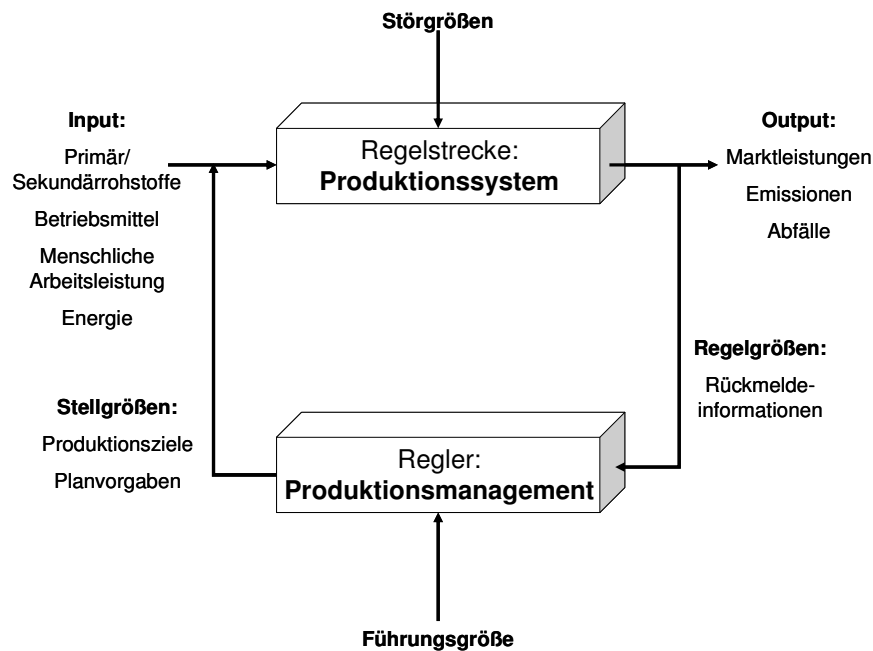 Störgrößen
Input:
Primär/
Sekundärrohstoffe
Betriebsmittel
Menschliche
Arbeitsleistung
Energie
Regelstrecke:
Produktionssystem
Output:
Marktleistungen
Emissionen
Abfälle
Regelgrößen:
Rückmelde-
informationen
Stellgrößen:
Produktionsziele
Planvorgaben
Regler:
Produktionsmanagement
Führungsgröße